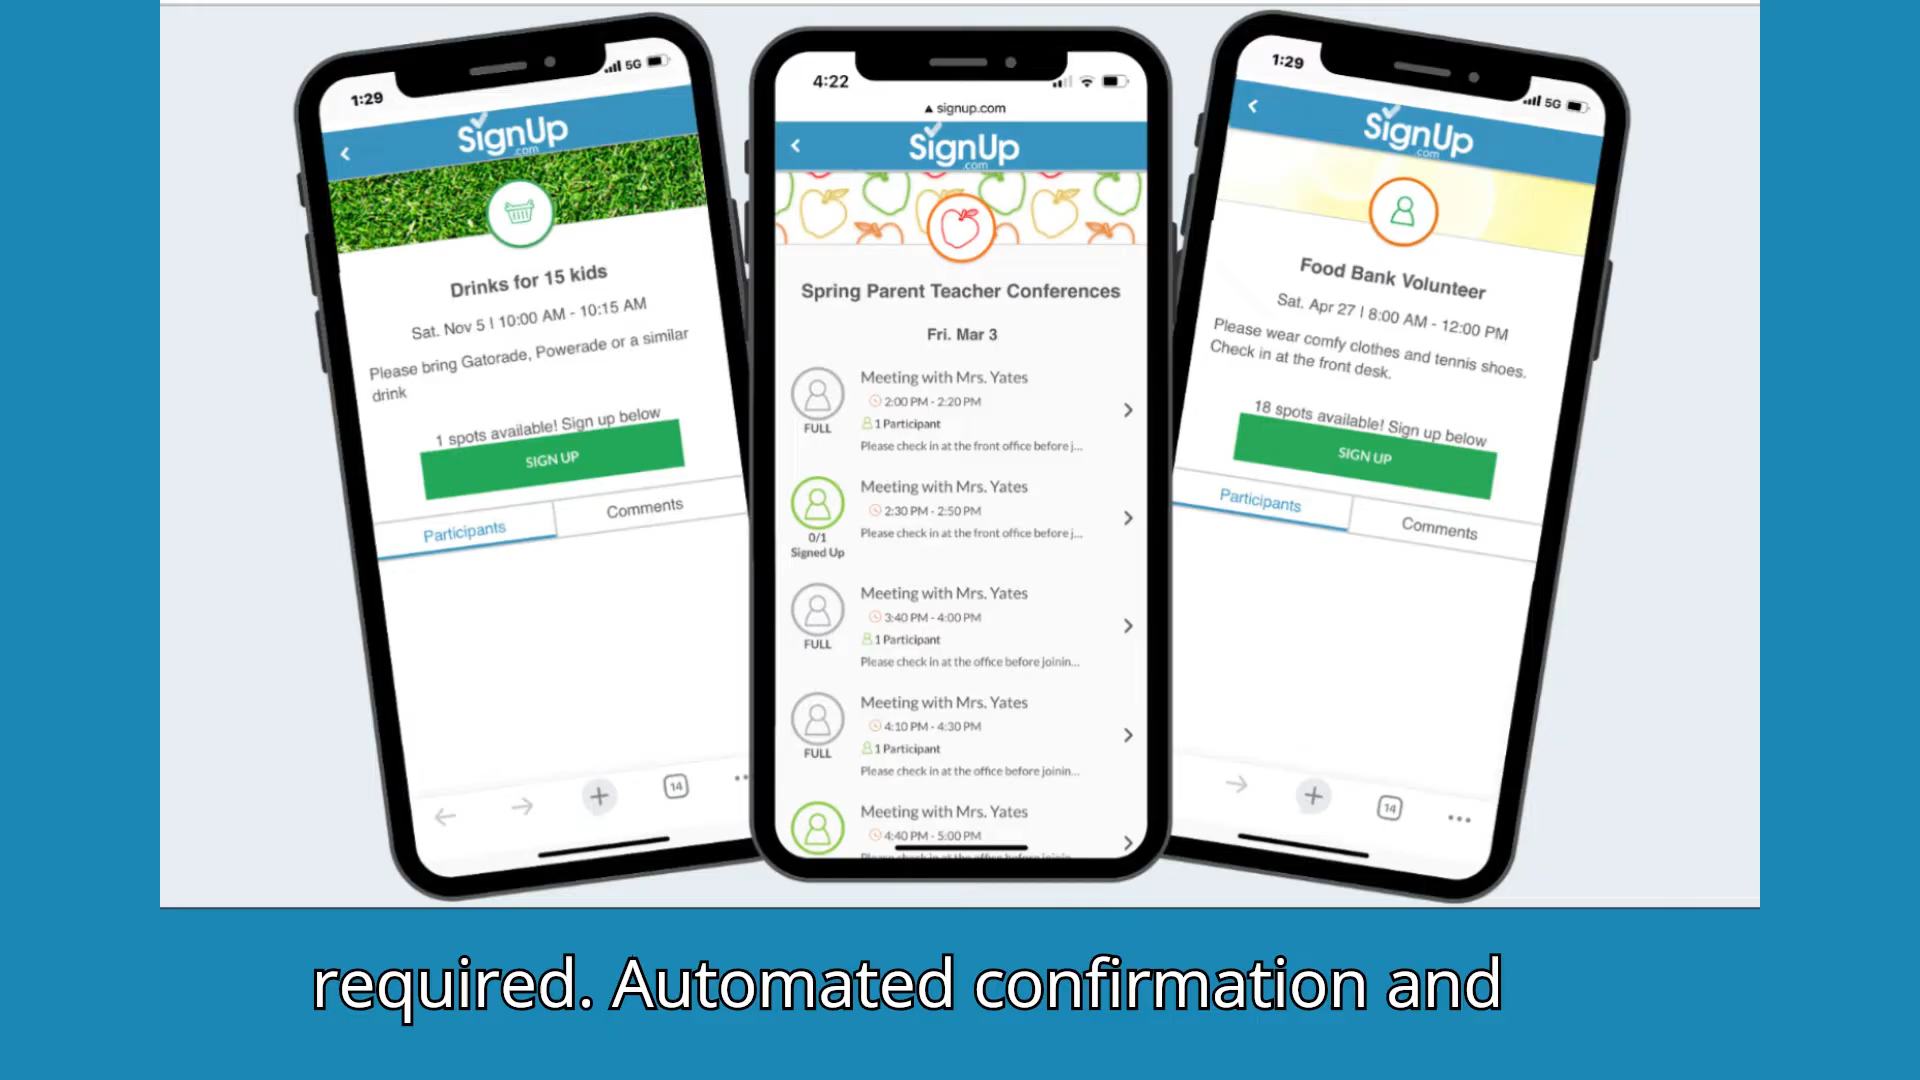 1:29
5G
SignUp
.com
Drinks for 15 kids
Sat. Nov 5 | 10:00 AM - 10:15 AM
Please bring Gatorade, Powerade or a similar
drink
1 spots available! Sign up below
SIGN UP
Participants
Comments
14
4:22
signup.com
SignUp
.com
Spring Parent Teacher Conferences
Fri. Mar 3
Meeting with Mrs. Yates
2:00 PM - 2:20 PM
1 Participant
FULL
Please check in at the front office before j...
Meeting with Mrs. Yates
2:30 PM - 2:50 PM
0/1
Signed Up
Please check in at the front office before j...
Meeting with Mrs. Yates
3:40 PM - 4:00 PM
1 Participant
FULL
Please check in at the office before joinin...
Meeting with Mrs. Yates
4:10 PM - 4:30 PM
1 Participant
FULL
Please check in at the office before joinin...
Meeting with Mrs. Yates
4:40 PM - 5:00 PM
Please check in at the office before joinin...
1:29
5G
SignUp
.com
Food Bank Volunteer
Sat. Apr 27 | 8:00 AM - 12:00 PM
Please wear comfy clothes and tennis shoes.
Check in at the front desk.
18 spots available! Sign up below
SIGN UP
Participants
Comments
14
required. Automated confirmation and